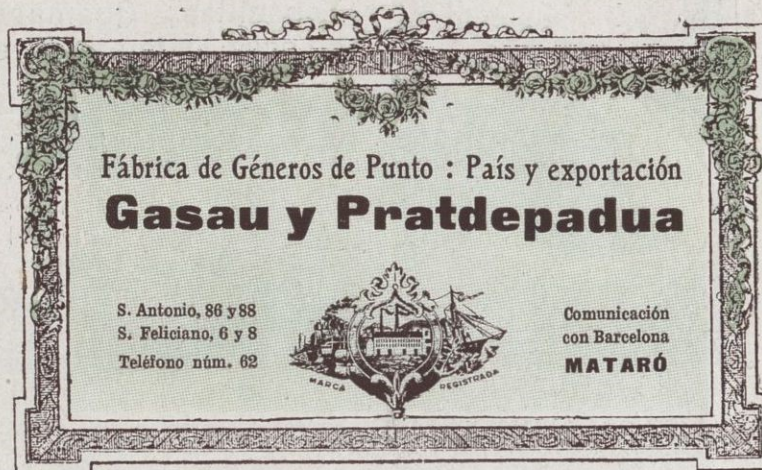 Fábrica de Géneros de Punto : País y exportación
Gasau y Pratdepadua
S. Antonio, 86 y 88
S. Feliciano, 6 y 8
Teléfono núm. 62
MARCA REGISTRADA
Comunicación
con Barcelona
MATARÓ